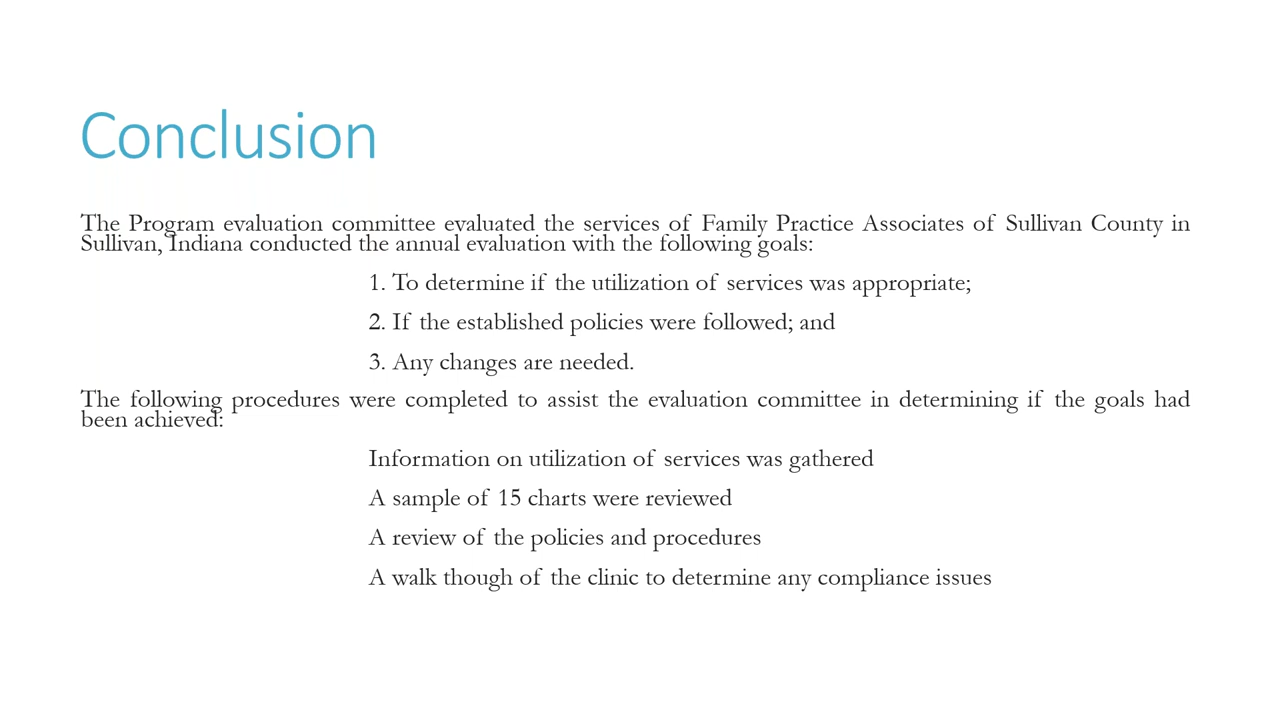 Conclusion
The Program evaluation committee evaluated the services of Family Practice Associates of Sullivan County in
Sullivan, Indiana conducted the annual evaluation with the following goals:
1. To determine if the utilization of services was appropriate;
2. If the established policies were followed; and
3. Any changes are needed.
The following procedures were completed to assist the evaluation committee in determining if the goals had
been achieved:
Information on utilization of services was gathered
A sample of 15 charts were reviewed
A review of the policies and procedures
A walk though of the clinic to determine any compliance issues